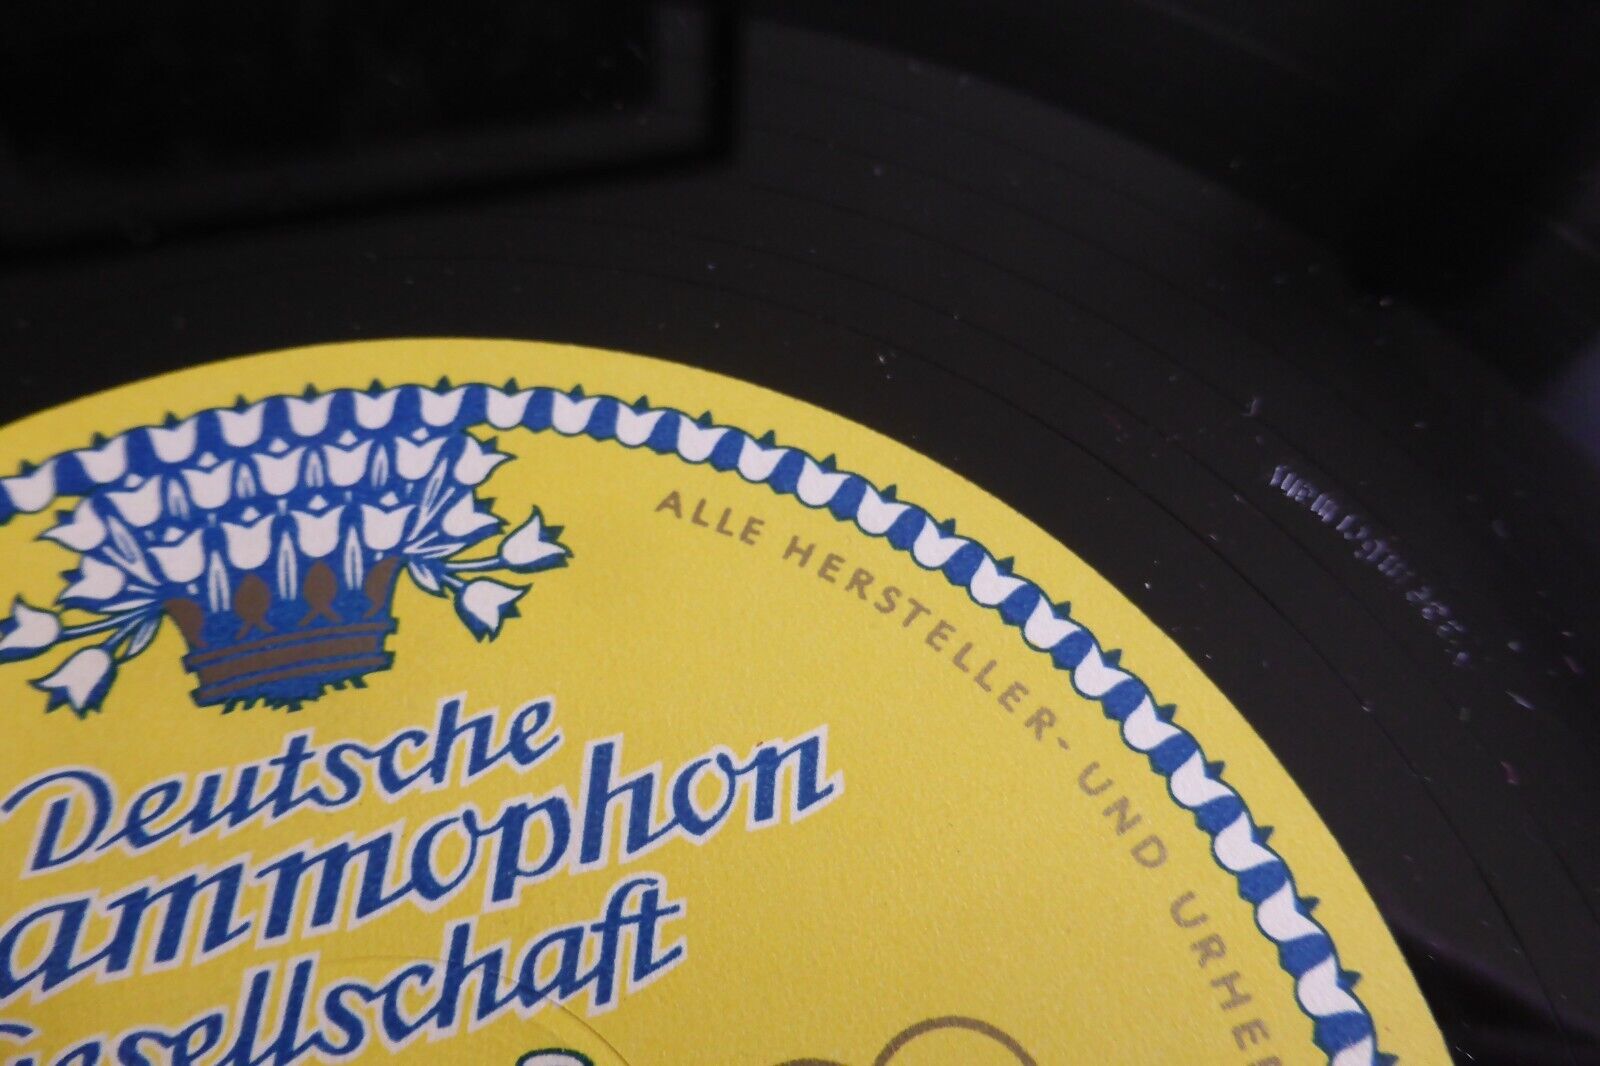 Deutsche
ammophon
esellschaft
ALLE HERSTELLER- UND URHE